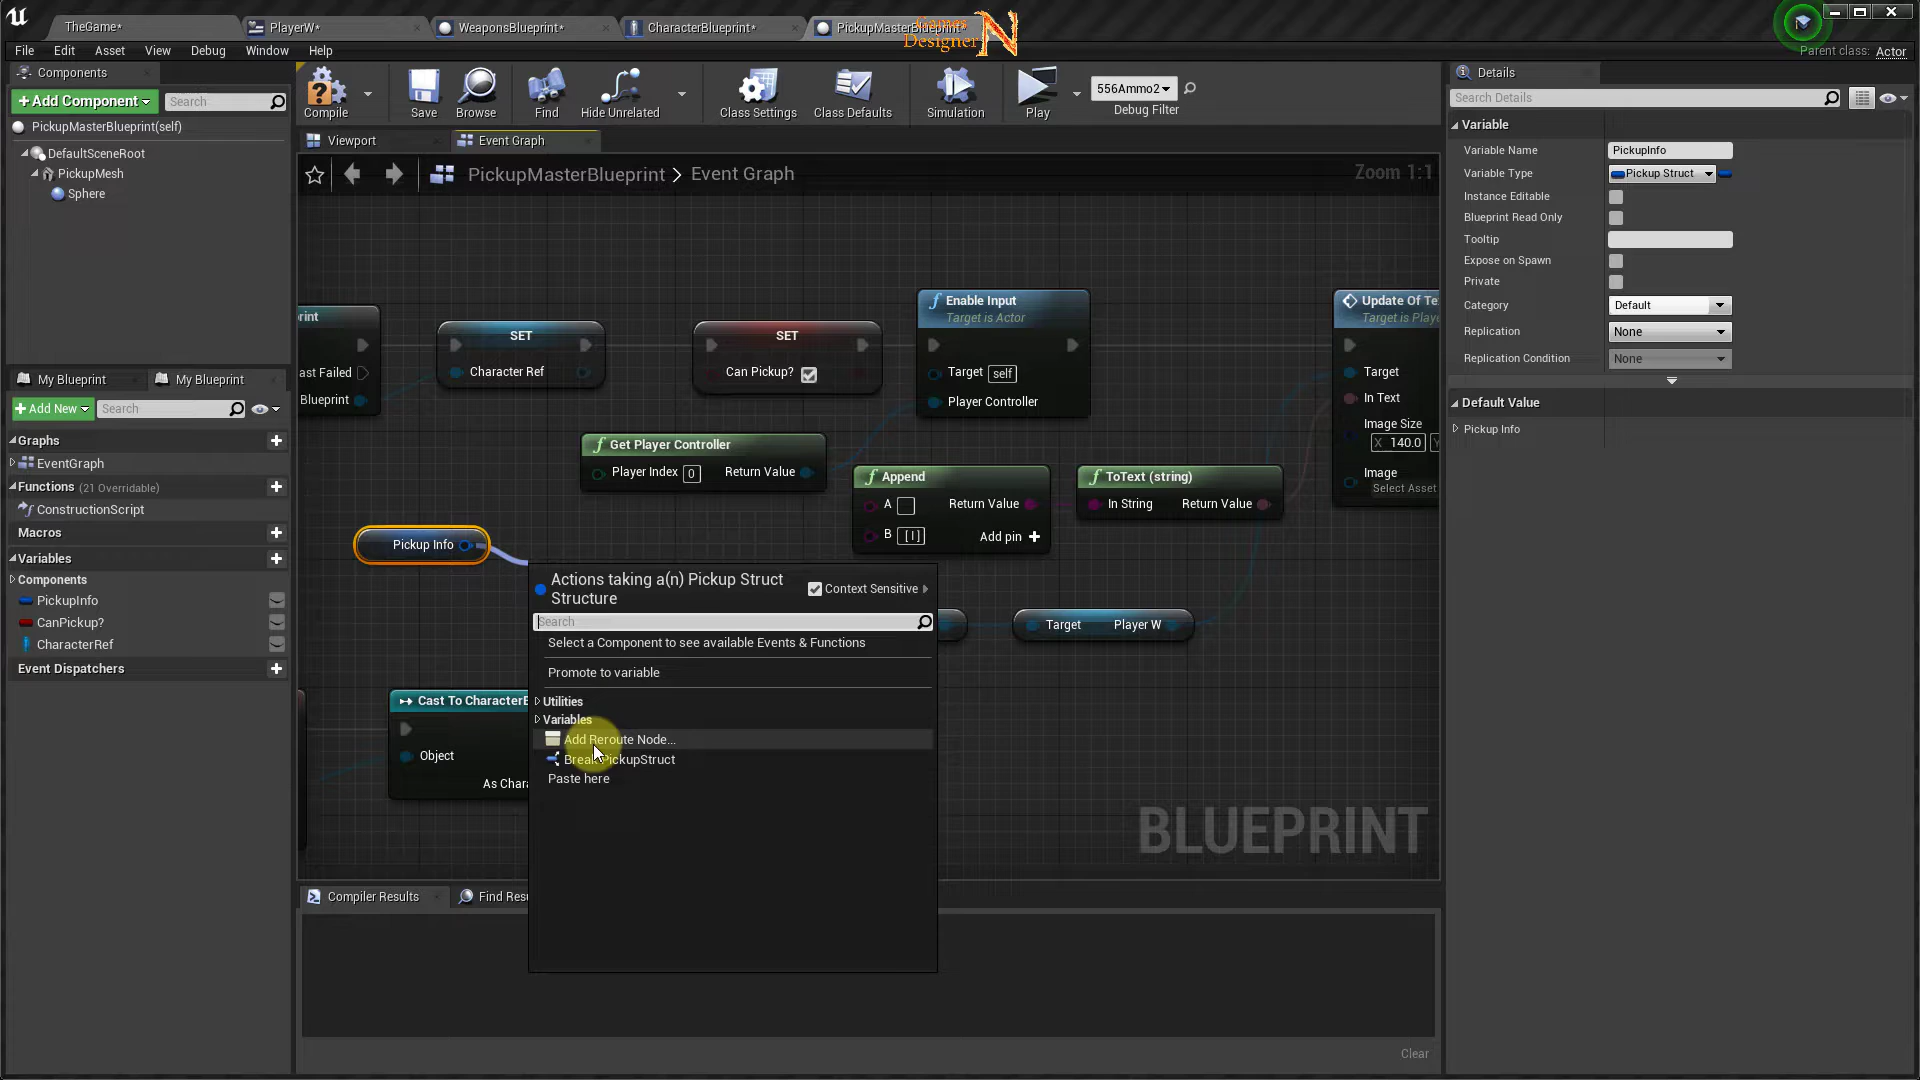 TheGame*
PlayerW*
WeaponsBlueprint*
CharacterBlueprint*
PickupMasterBlueprint*
Games
Designer
N
File
Edit
Asset
View
Debug
Window
Help
Parent class: Actor
Components
+Add Component
Search
PickupMasterBlueprint(self)
DefaultSceneRoot
PickupMesh
Sphere
Compile
Save
Browse
Find
Hide Unrelated
Class Settings
Class Defaults
Simulation
Play
556Ammo2
Debug Filter
Viewport
Event Graph
PickupMasterBlueprint > Event Graph
Zoom 1:1
My Blueprint
My Blueprint
+Add New
Search
Graphs
EventGraph
Functions (21 Overridable)
ConstructionScript
Macros
Variables
Components
PickupInfo
CanPickup?
CharacterRef
Event Dispatchers
print
ast Failed
Blueprint
SET
Character Ref
SET
Can Pickup?
Enable Input
Target is Actor
Target self
Player Controller
Get Player Controller
Player Index 0
Return Value
Append
A
Return Value
B [I]
Add pin +
ToText (string)
In String
Return Value
Update Of Te
Target is Playe
Target
In Text
Image Size
X 140.0 Y
Image
Select Asset
Pickup Info
Target
Player W
Cast To CharacterB
Object
As Chara
Actions taking a(n) Pickup Struct
Structure
Context Sensitive
Search
Select a Component to see available Events & Functions
Promote to variable
Utilities
Variables
Add Reroute Node...
Break PickupStruct
Paste here
BLUEPRINT
Compiler Results
Find Resu
Clear
Details
Search Details
Variable
Variable Name
PickupInfo
Variable Type
Pickup Struct
Instance Editable
Blueprint Read Only
Tooltip
Expose on Spawn
Private
Category
Default
Replication
None
Replication Condition
None
Default Value
Pickup Info